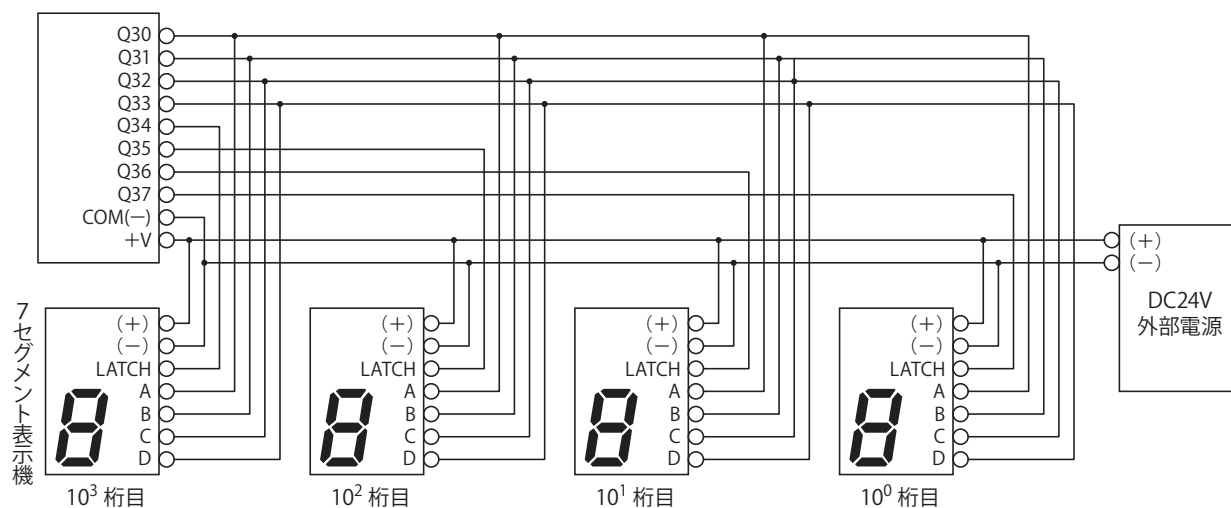 Q30
Q31
Q32
Q33
Q34
Q35
Q36
Q37
COM(−)
+V
(+)
(−)
DC24V
外部電源
7セグメント表示機
(+)
(−)
LATCH
A
B
C
D
10³ 桁目
(+)
(−)
LATCH
A
B
C
D
10² 桁目
(+)
(−)
LATCH
A
B
C
D
10¹ 桁目
(+)
(−)
LATCH
A
B
C
D
10⁰ 桁目